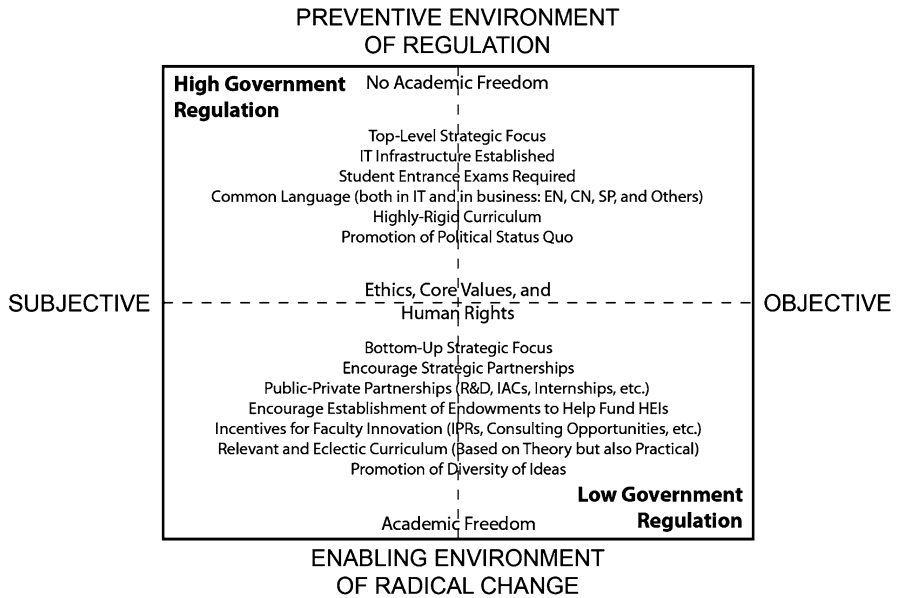 PREVENTIVE ENVIRONMENT
OF REGULATION
High Government
Regulation
No Academic Freedom
Top-Level Strategic Focus
IT Infrastructure Established
Student Entrance Exams Required
Common Language (both in IT and in business: EN, CN, SP, and Others)
Highly-Rigid Curriculum
Promotion of Political Status Quo
Ethics, Core Values, and
Human Rights
SUBJECTIVE
OBJECTIVE
Bottom-Up Strategic Focus
Encourage Strategic Partnerships
Public-Private Partnerships (R&D, IACs, Internships, etc.)
Encourage Establishment of Endowments to Help Fund HEIs
Incentives for Faculty Innovation (IPRs, Consulting Opportunities, etc.)
Relevant and Eclectic Curriculum (Based on Theory but also Practical)
Promotion of Diversity of Ideas
Low Government
Regulation
Academic Freedom
ENABLING ENVIRONMENT
OF RADICAL CHANGE